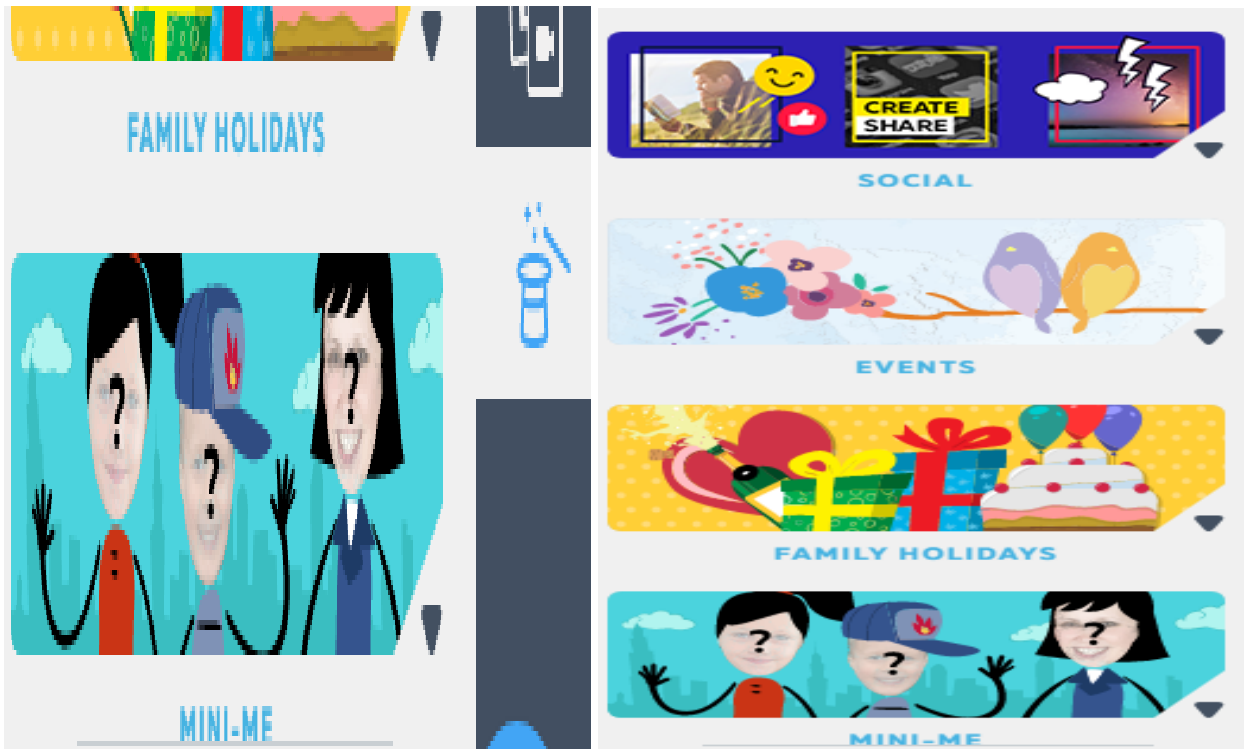 FAMILY HOLIDAYS
?
?
?
MINI-ME
CREATE
SHARE
SOCIAL
EVENTS
FAMILY HOLIDAYS
?
?
?
MINI-ME